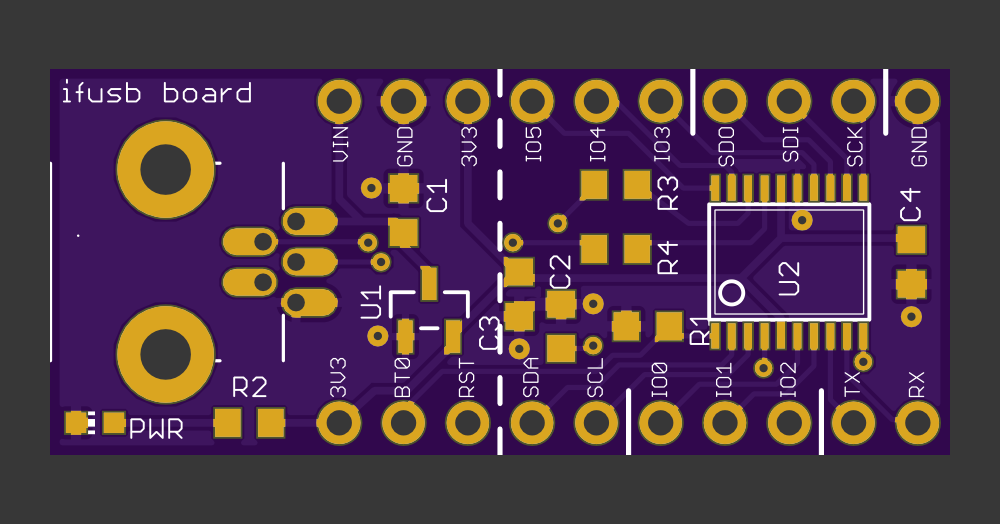 ifusb board
VIN
GND
3V3
IO5
IO4
IO3
SDO
SDI
SCK
GND
C1
R3
C4
R4
C2
U2
U1
C3
R1
R2
3V3
BT0
RST
SDA
SCL
IO0
IO1
IO2
TX
RX
PWR